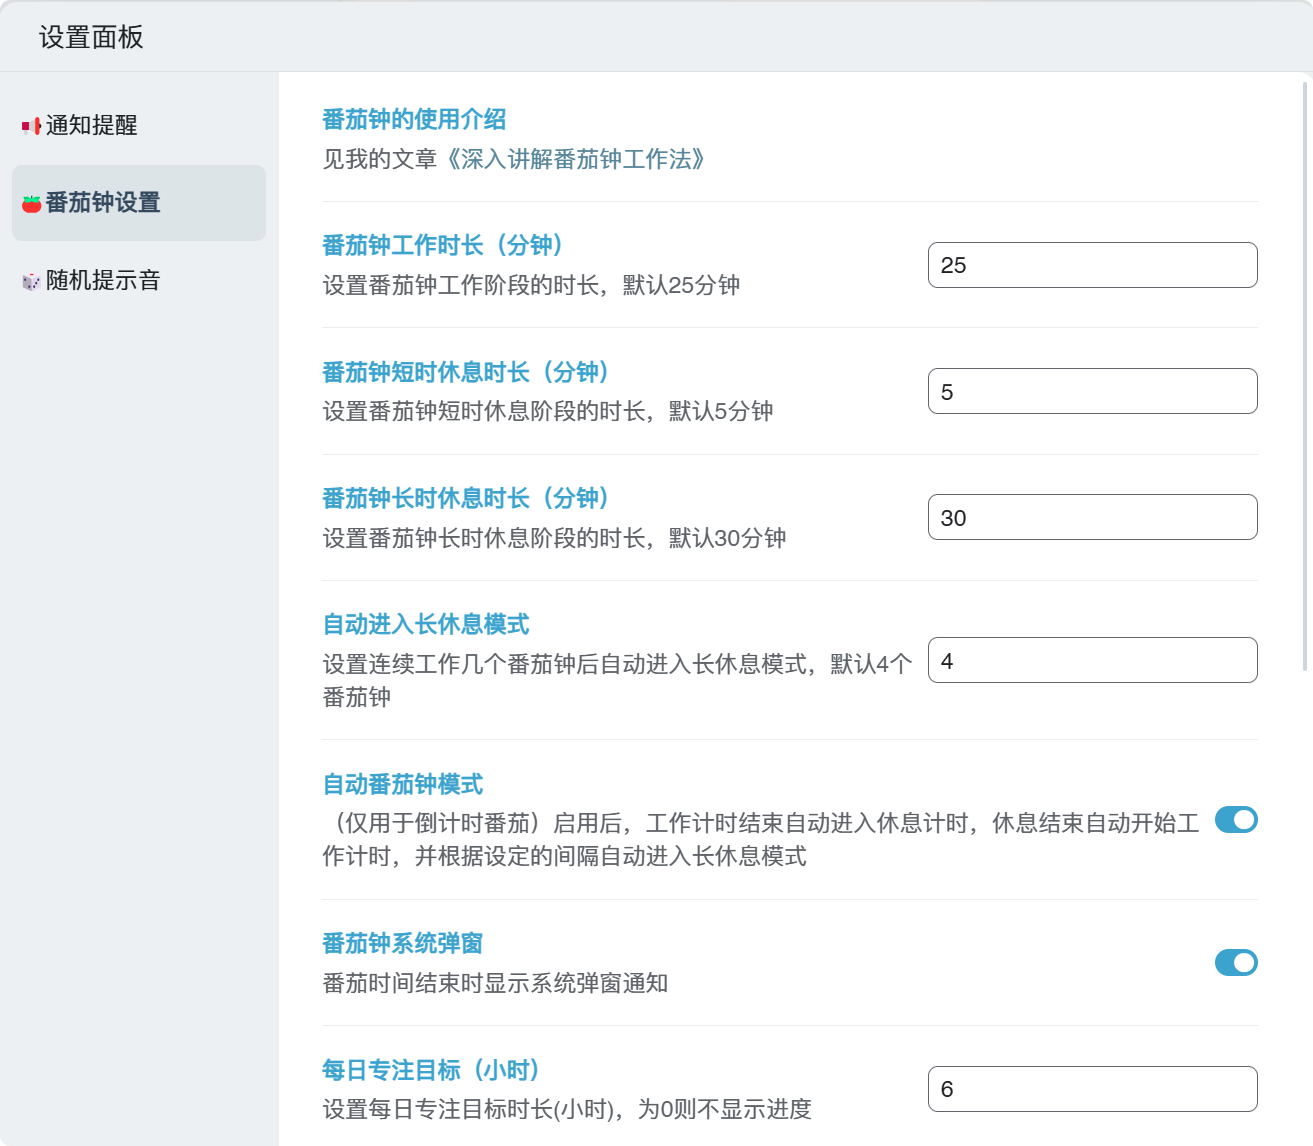 设置面板
通知提醒
番茄钟设置
随机提示音
番茄钟的使用介绍
见我的文章《深入讲解番茄钟工作法》
番茄钟工作时长（分钟）
设置番茄钟工作阶段的时长，默认25分钟
25
番茄钟短时休息时长（分钟）
设置番茄钟短时休息阶段的时长，默认5分钟
5
番茄钟长时休息时长（分钟）
设置番茄钟长时休息阶段的时长，默认30分钟
30
自动进入长休息模式
设置连续工作几个番茄钟后自动进入长休息模式，默认4个
番茄钟
4
自动番茄钟模式
（仅用于倒计时番茄）启用后，工作计时结束自动进入休息计时，休息结束自动开始工
作计时，并根据设定的间隔自动进入长休息模式
番茄钟系统弹窗
番茄时间结束时显示系统弹窗通知
每日专注目标（小时）
设置每日专注目标时长(小时)，为0则不显示进度
6